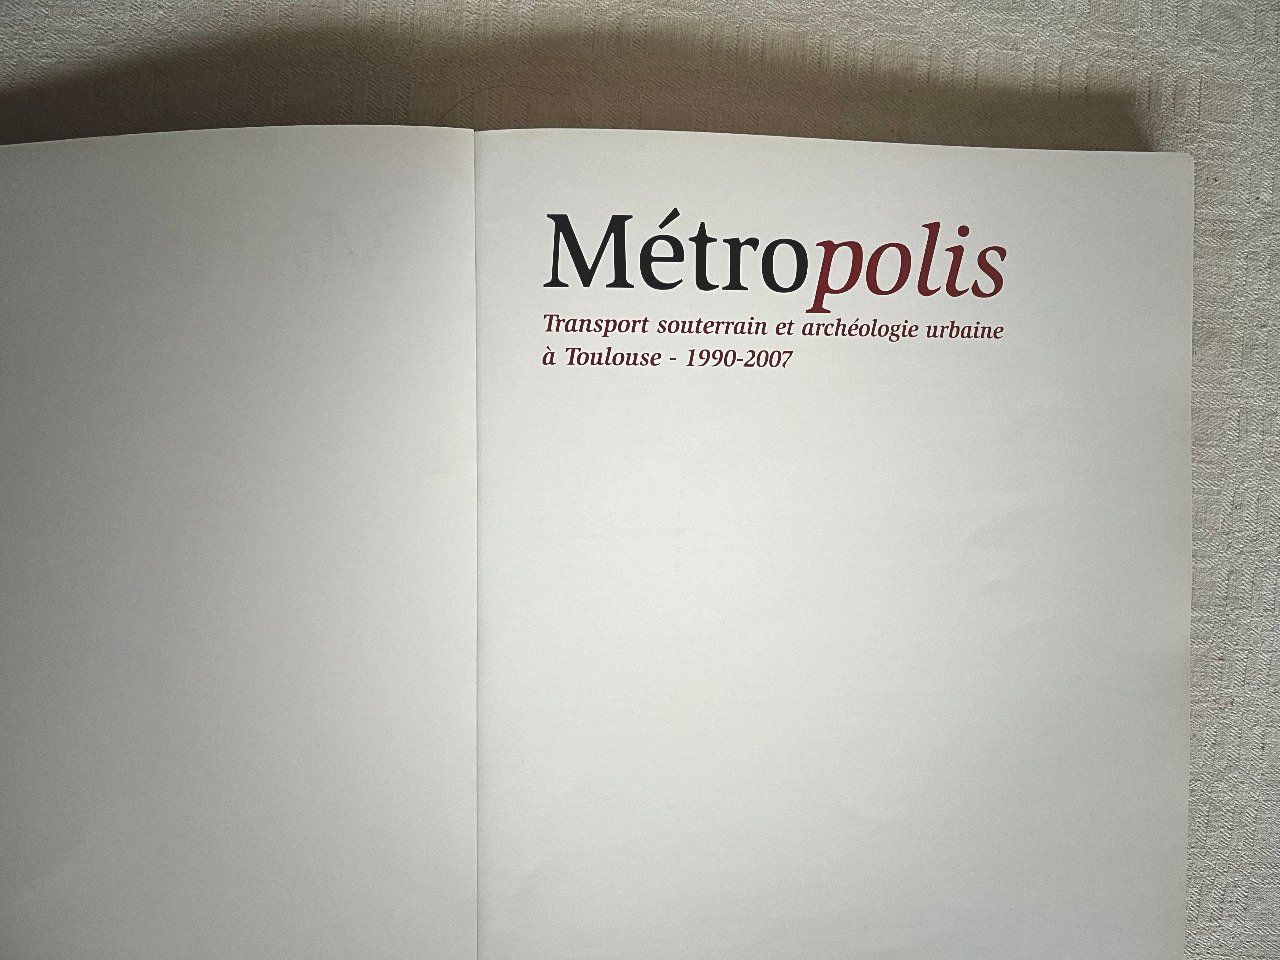 Métropolis
Transport souterrain et archéologie urbaine
à Toulouse - 1990-2007